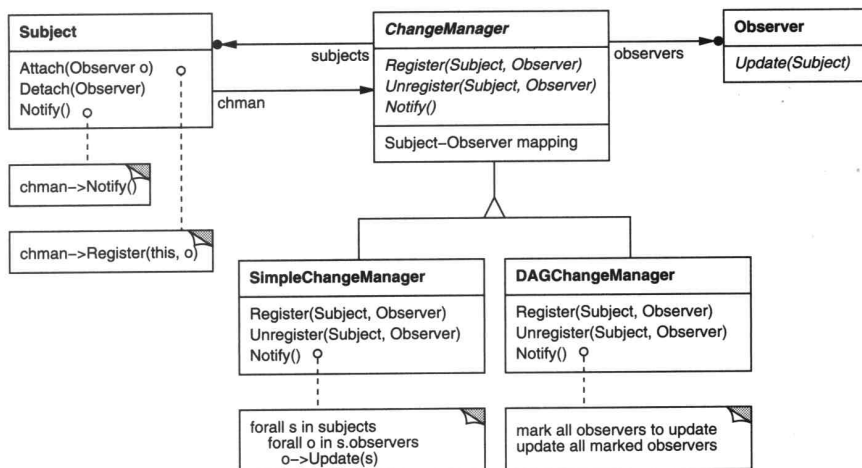 Subject
Attach(Observer o)
Detach(Observer)
Notify()
chman->Notify()
chman->Register(this, o)
subjects
chman
ChangeManager
Register(Subject, Observer)
Unregister(Subject, Observer)
Notify()
Subject-Observer mapping
observers
Observer
Update(Subject)
SimpleChangeManager
Register(Subject, Observer)
Unregister(Subject, Observer)
Notify()
forall s in subjects
forall o in s.observers
o->Update(s)
DAGChangeManager
Register(Subject, Observer)
Unregister(Subject, Observer)
Notify()
mark all observers to update
update all marked observers